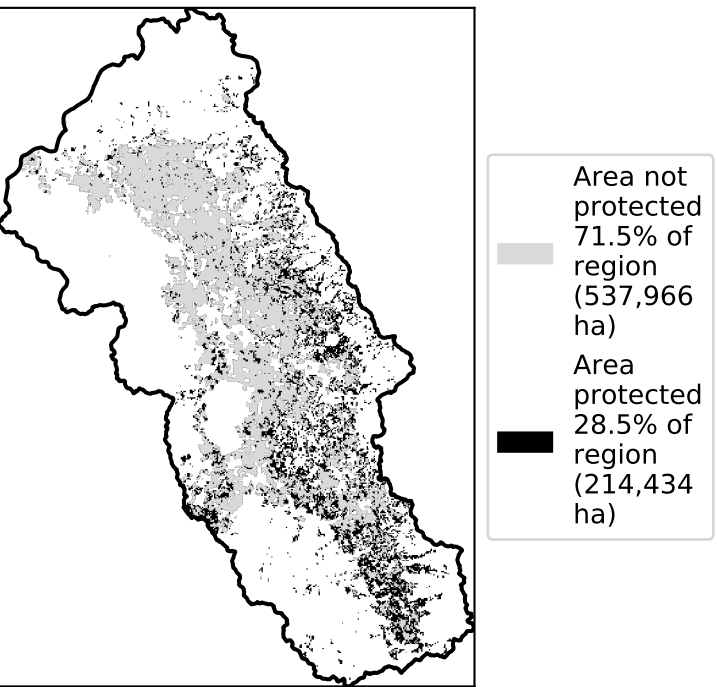 Area not
protected
71.5% of
region
(537,966
ha)
Area
protected
28.5% of
region
(214,434
ha)